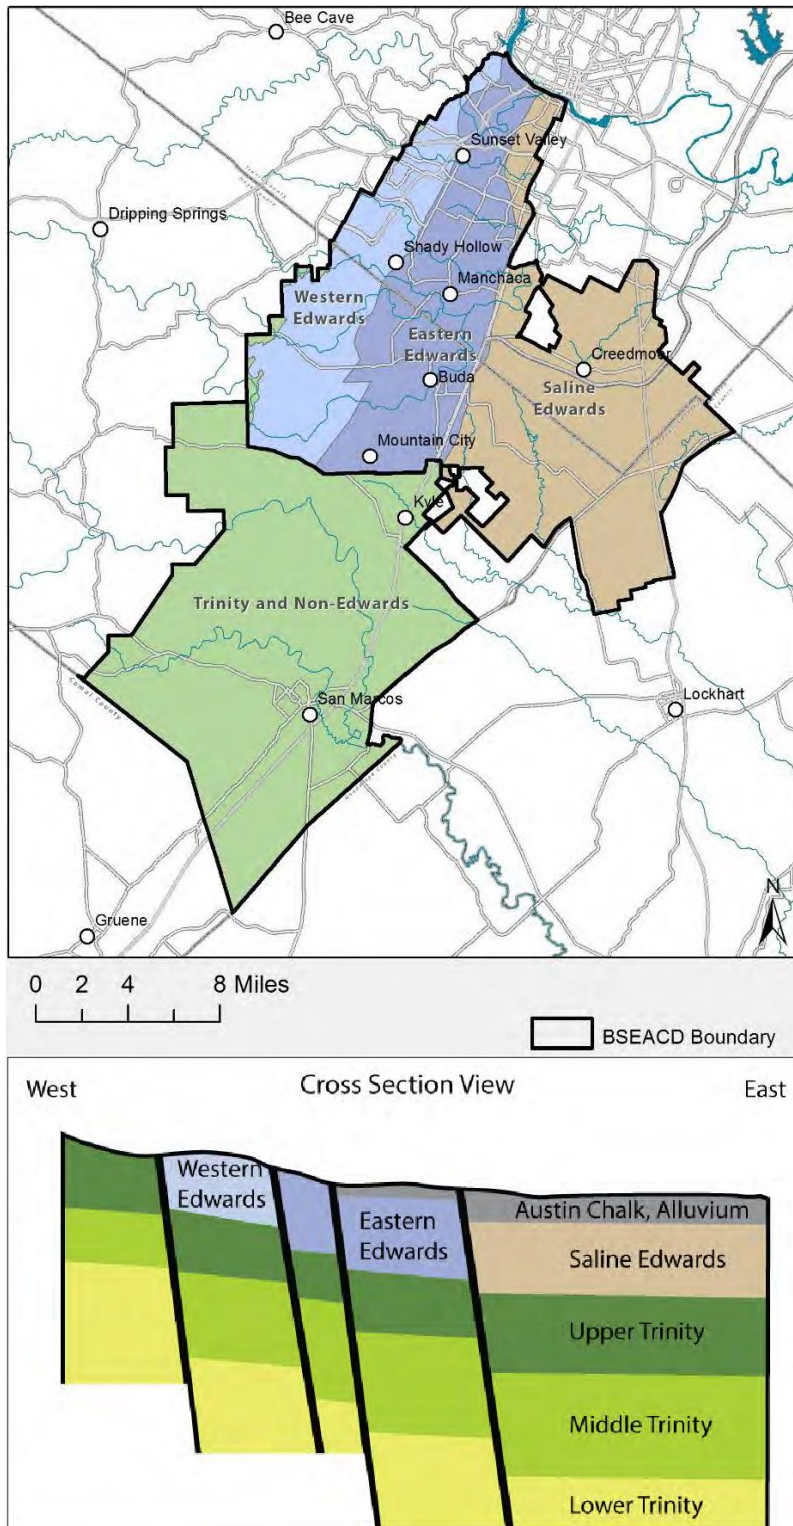 Bee Cave
Sunset Valley
Dripping Springs
Shady Hollow
Manchaca
Western
Edwards
Eastern
Edwards
Creedmoor
Buda
Saline
Edwards
Mountain City
Kyle
Trinity and Non-Edwards
Comal County
San Marcos
Lockhart
Gruene
N
0 2 4 8 Miles
BSEACD Boundary
West Cross Section View East
Western
Edwards
Eastern
Edwards
Austin Chalk, Alluvium
Saline Edwards
Upper Trinity
Middle Trinity
Lower Trinity